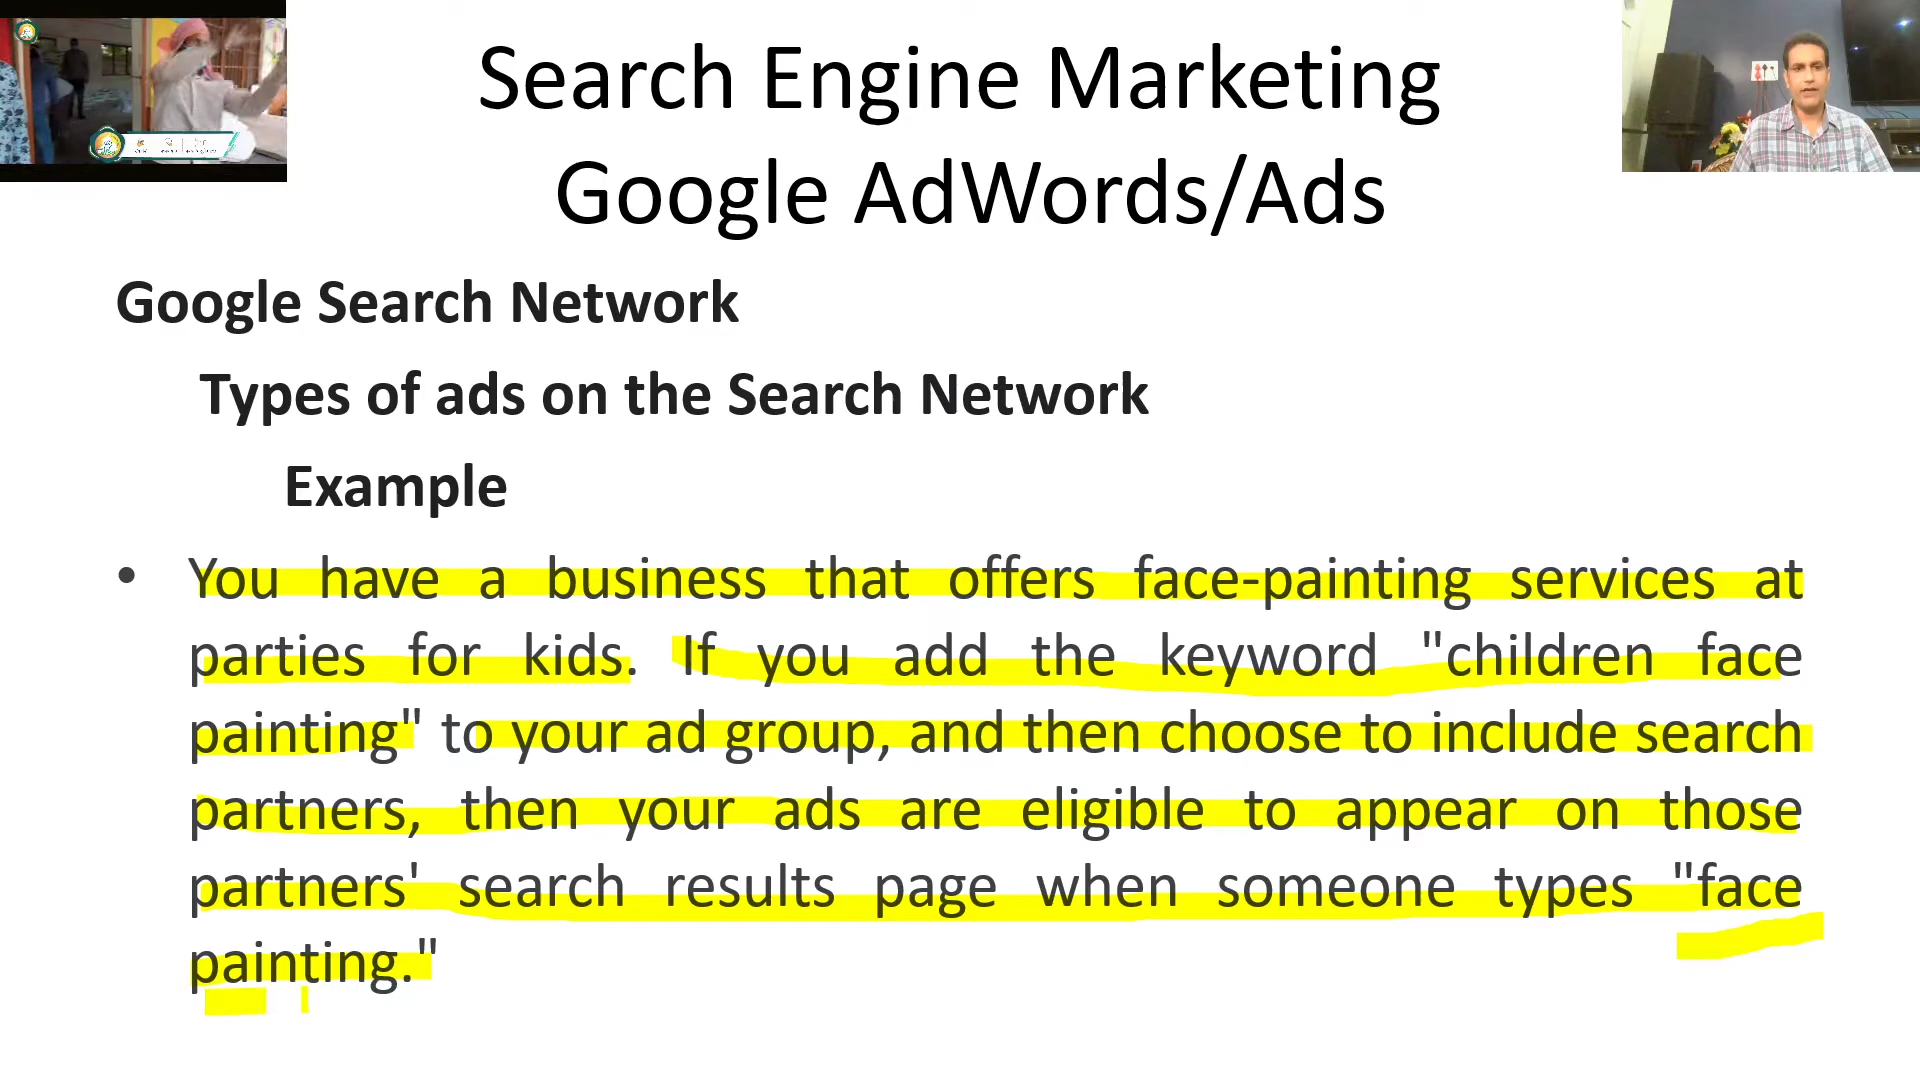 Search Engine Marketing
Google AdWords/Ads
Google Search Network
Types of ads on the Search Network
Example
• You have a business that offers face-painting services at
parties for kids. If you add the keyword "children face
painting" to your ad group, and then choose to include search
partners, then your ads are eligible to appear on those
partners' search results page when someone types "face
painting."